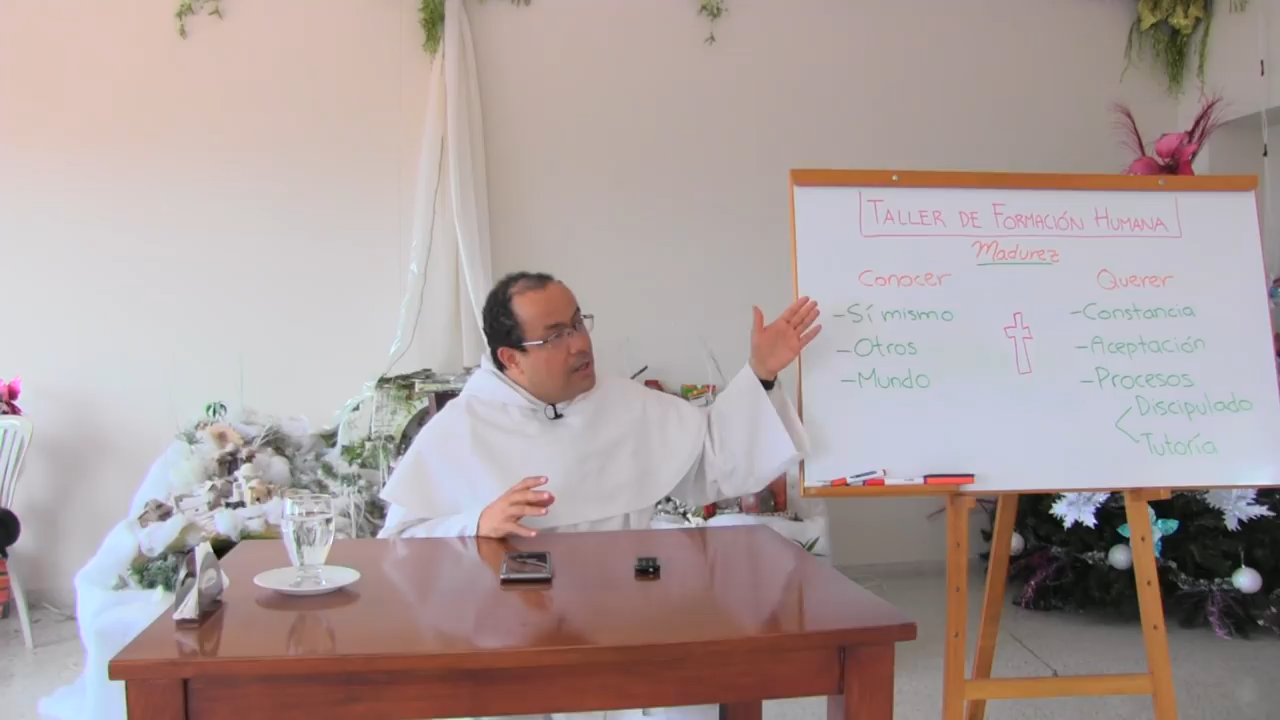 TALLER DE FORMACIÓN HUMANA
Madurez
Conocer
- Sí mismo
- Otros
- Mundo
Querer
- Constancia
- Aceptación
- Procesos
Discipulado
Tutoría